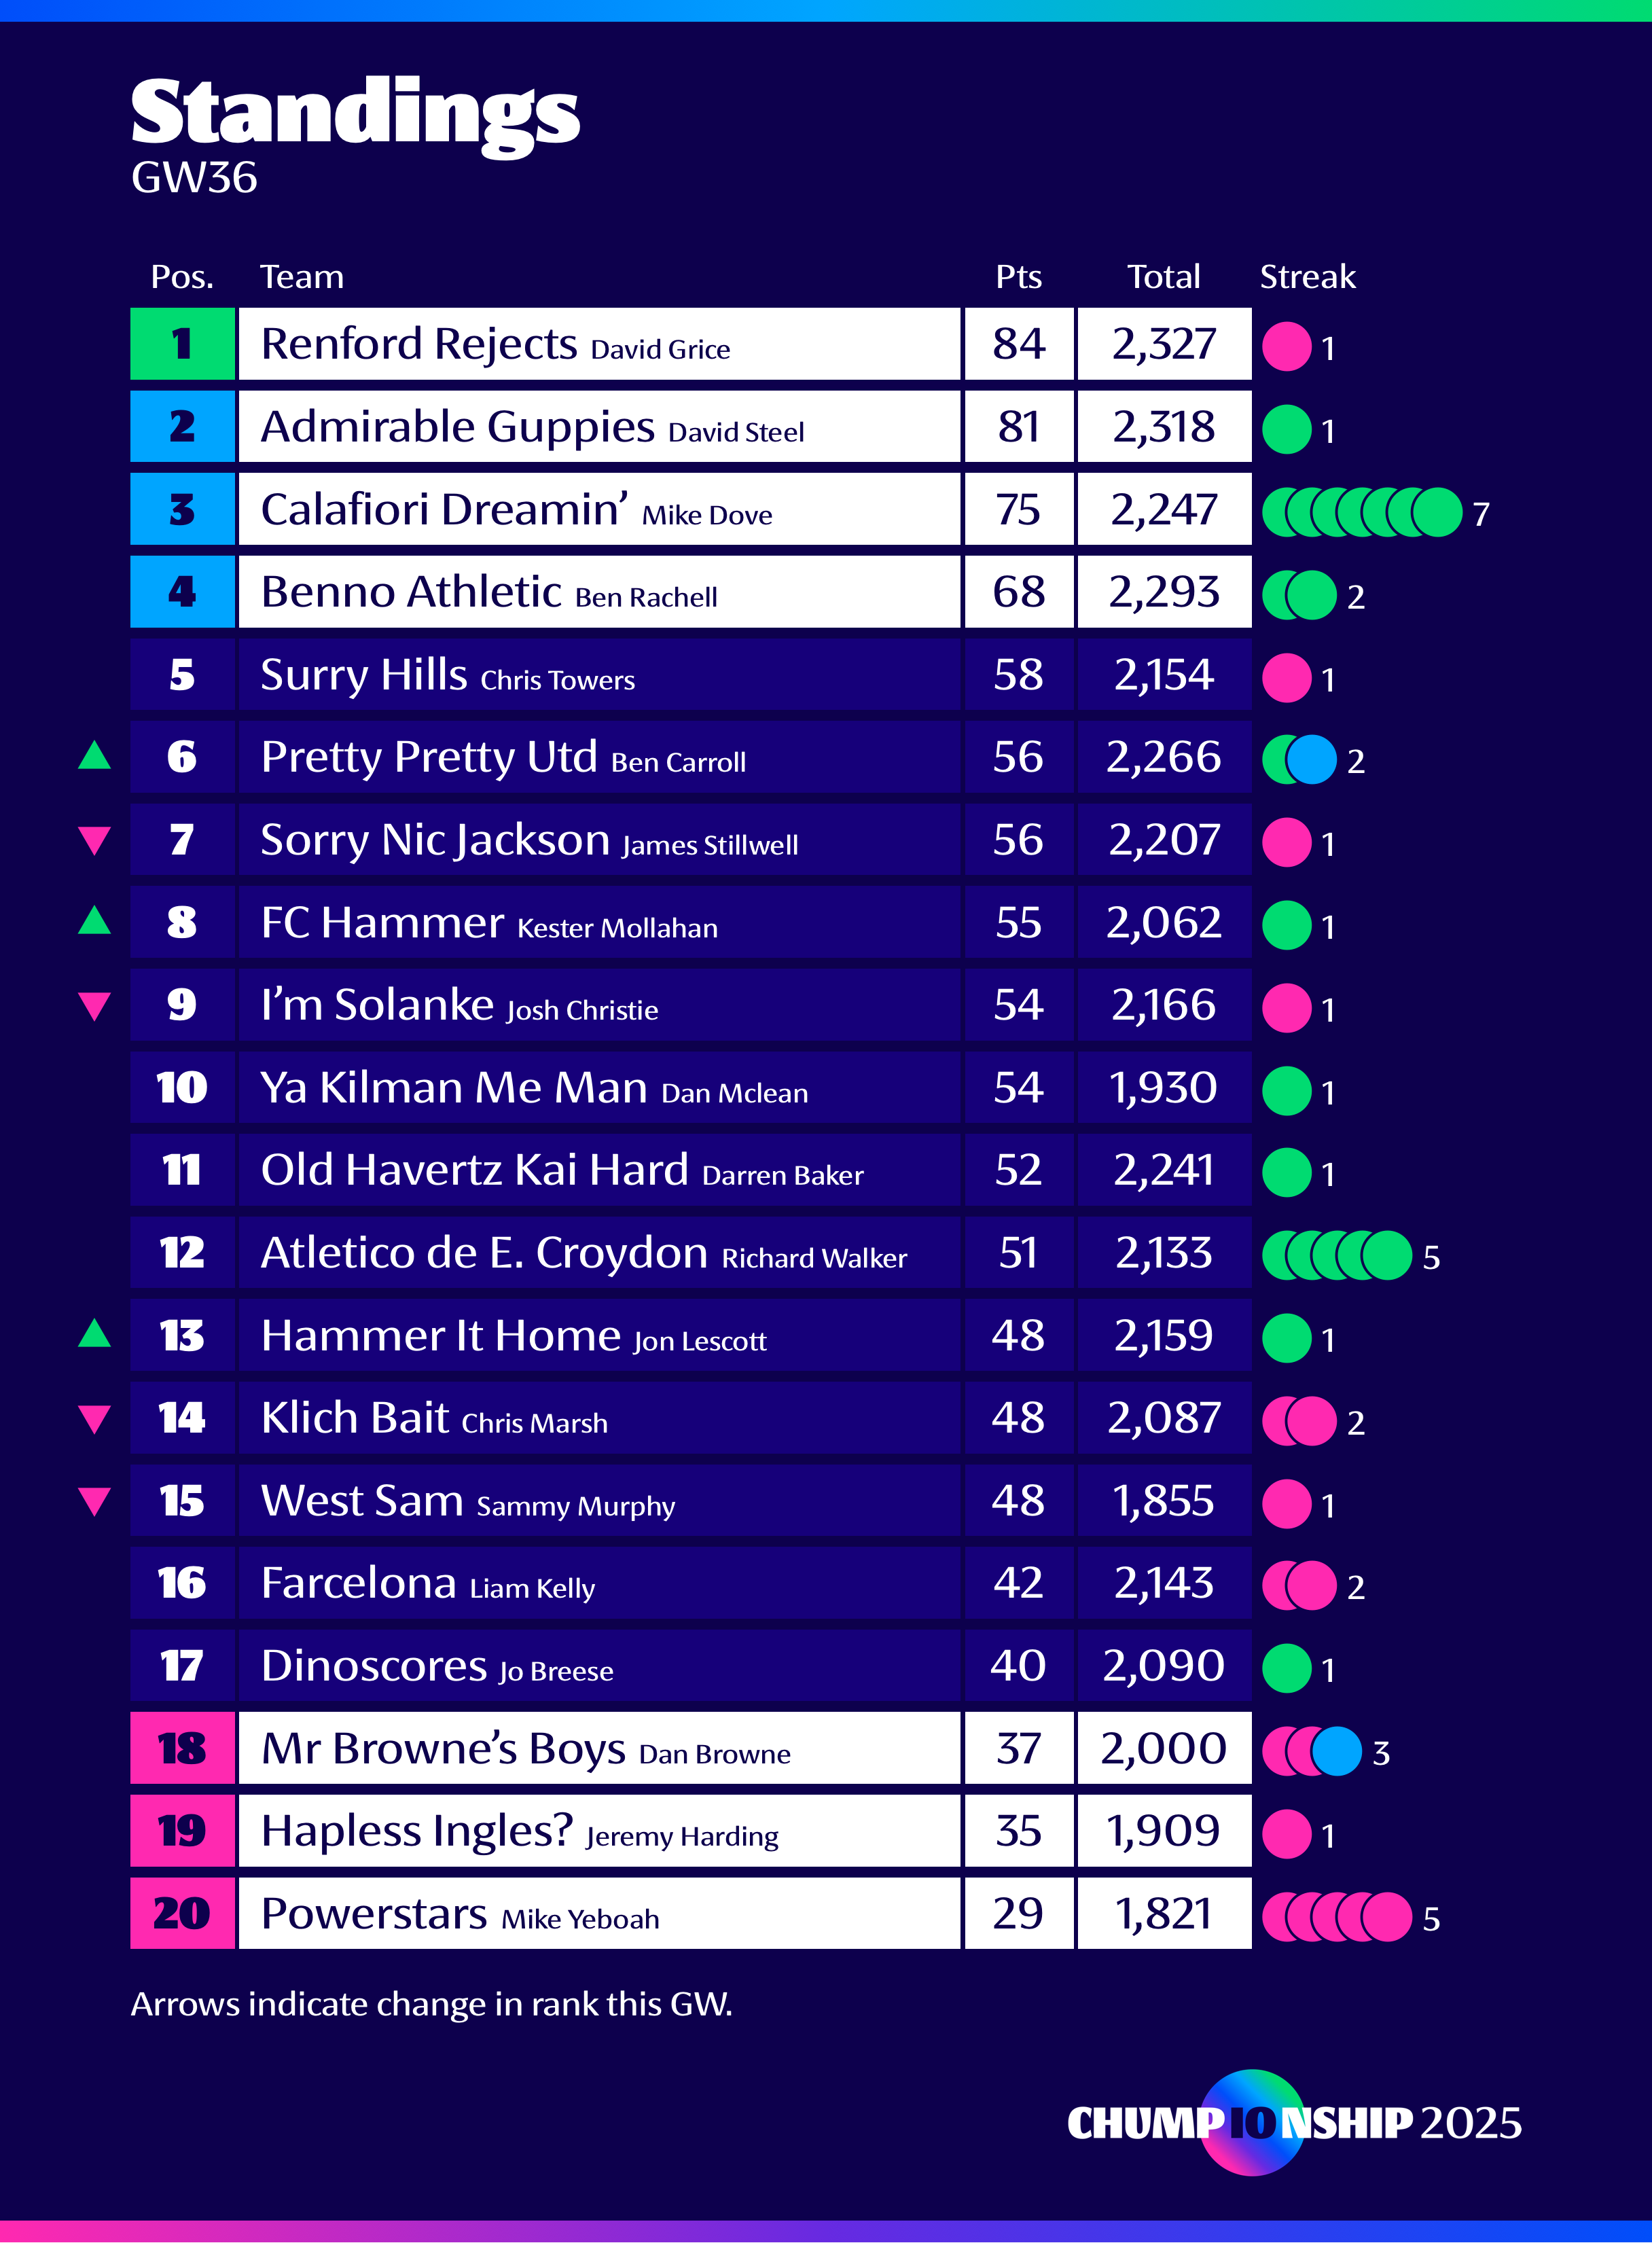 Standings
GW36
Pos. Team Pts Total Streak
1 Renford Rejects David Grice 84 2,327 1
2 Admirable Guppies David Steel 81 2,318 1
3 Calafiori Dreamin’ Mike Dove 75 2,247 7
4 Benno Athletic Ben Rachell 68 2,293 2
5 Surry Hills Chris Towers 58 2,154 1
6 Pretty Pretty Utd Ben Carroll 56 2,266 2
7 Sorry Nic Jackson James Stillwell 56 2,207 1
8 FC Hammer Kester Mollahan 55 2,062 1
9 I’m Solanke Josh Christie 54 2,166 1
10 Ya Kilman Me Man Dan Mclean 54 1,930 1
11 Old Havertz Kai Hard Darren Baker 52 2,241 1
12 Atletico de E. Croydon Richard Walker 51 2,133 5
13 Hammer It Home Jon Lescott 48 2,159 1
14 Klich Bait Chris Marsh 48 2,087 2
15 West Sam Sammy Murphy 48 1,855 1
16 Farcelona Liam Kelly 42 2,143 2
17 Dinoscores Jo Breese 40 2,090 1
18 Mr Browne’s Boys Dan Browne 37 2,000 3
19 Hapless Ingles? Jeremy Harding 35 1,909 1
20 Powerstars Mike Yeboah 29 1,821 5
Arrows indicate change in rank this GW.
CHUMP10NSHIP 2025